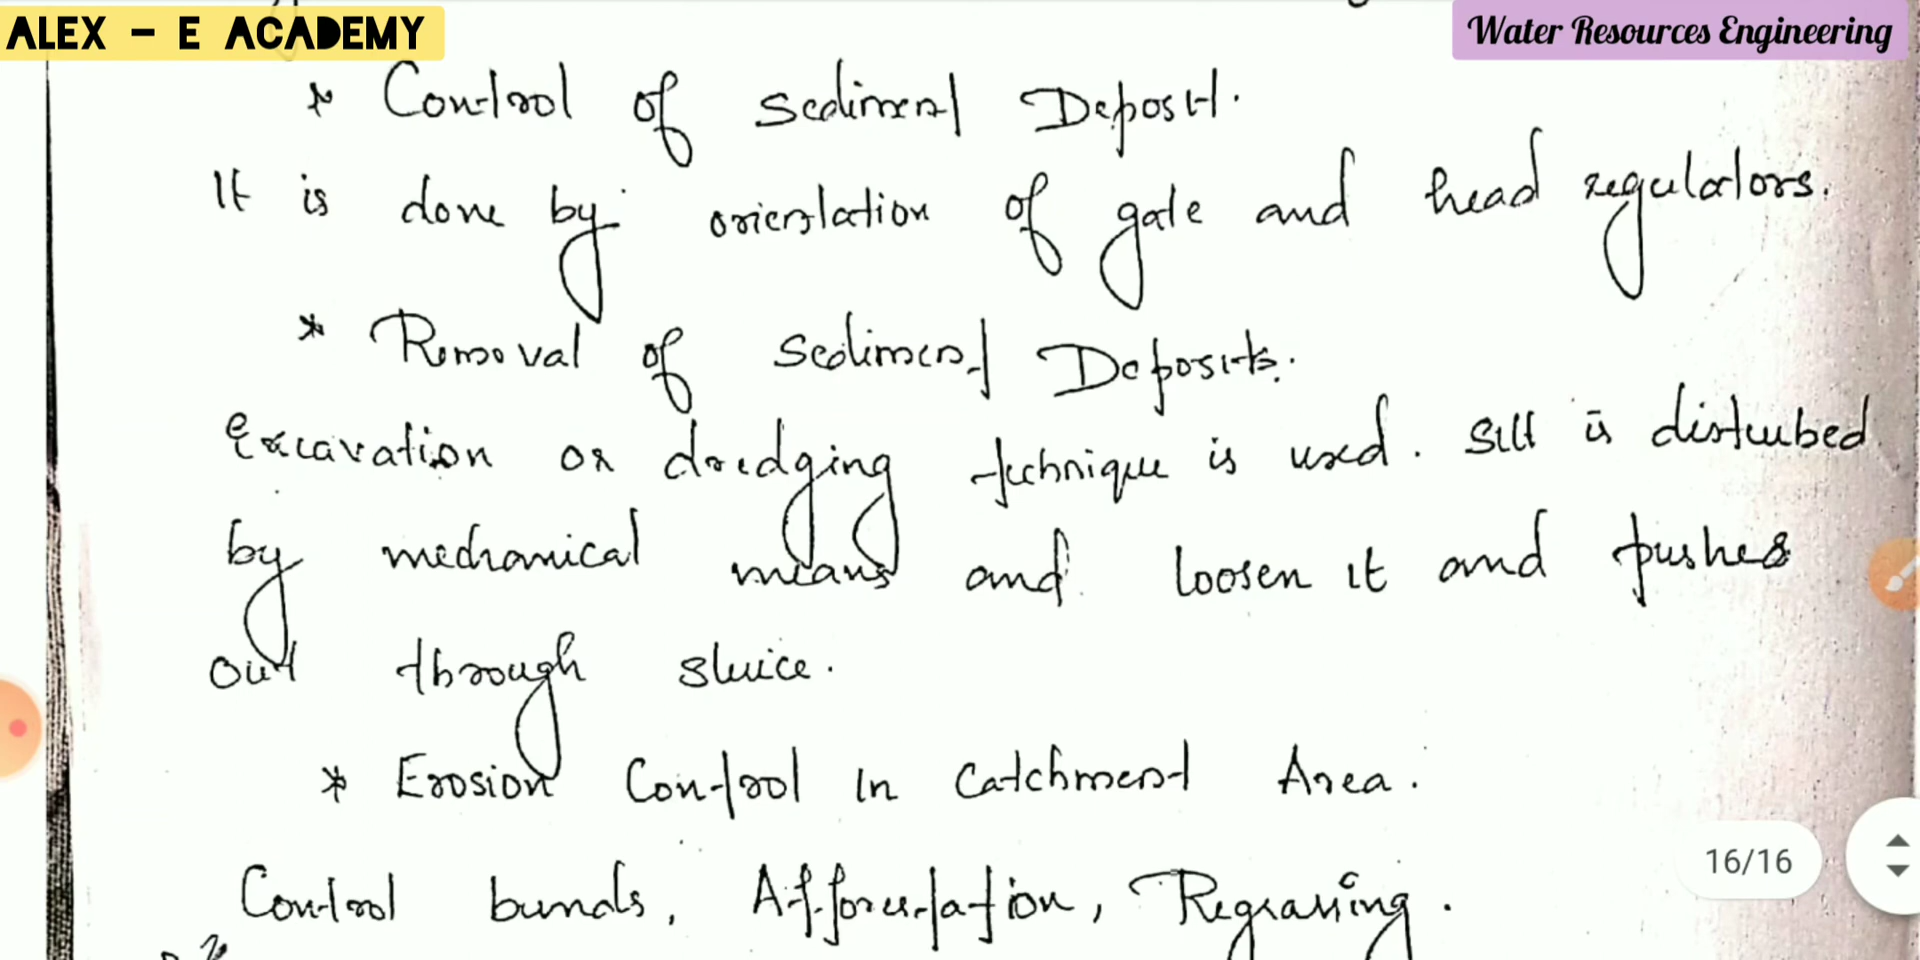 ALEX - E ACADEMY
Water Resources Engineering
* Control of Sediment Deposit.
It is done by orientation of gate and head regulators.
* Removal of Sediment Deposits.
Excavation or dredging technique is used. Silt is disturbed
by mechanical means and loosen it and pushes
out through sluice.
* Erosion Control in Catchment Area.
Control bunds, Afforestation, Regrassing.
16/16